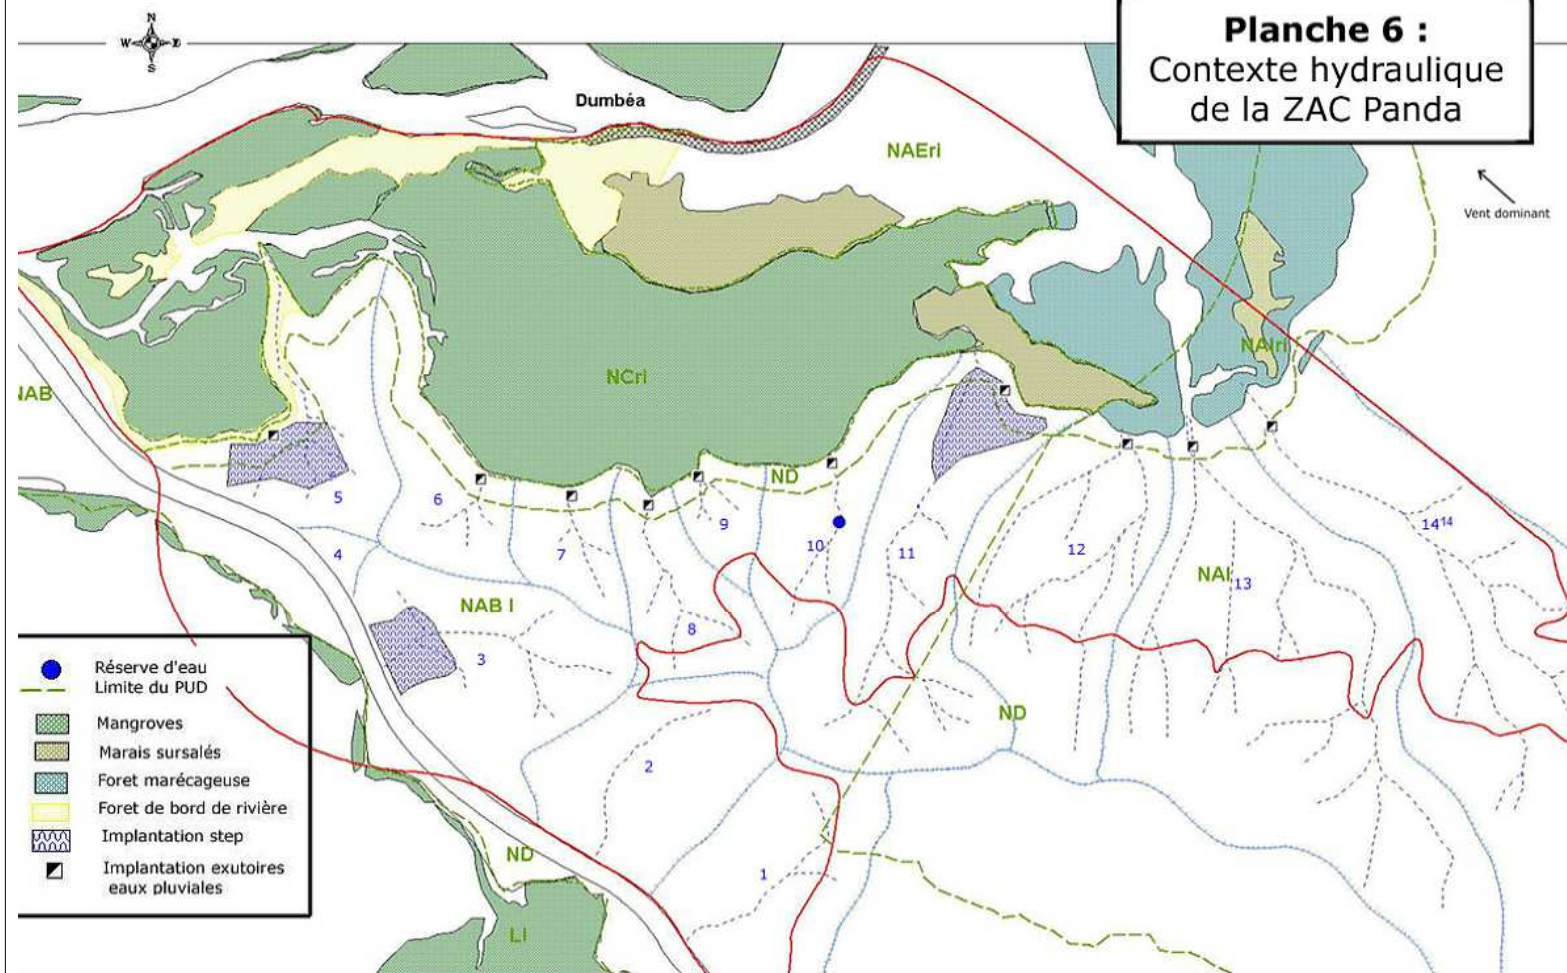 Planche 6 :
Contexte hydraulique
de la ZAC Panda
N
W E
S
Dumbéa
NAEri
Vent dominant
NAIri
NAB
NCri
ND
5
6
9
14 14
4
7
10
11
12
NAI
13
NAB I
8
3
ND
2
ND
1
LI
Réserve d'eau
Limite du PUD
Mangroves
Marais sursalés
Foret marécageuse
Foret de bord de rivière
Implantation step
Implantation exutoires
eaux pluviales